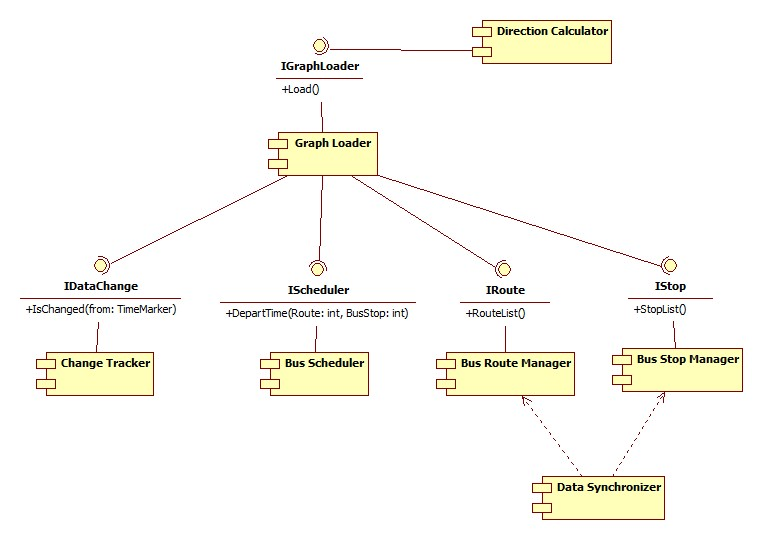 Direction Calculator
IGraphLoader
+Load()
Graph Loader
IDataChange
+IsChanged(from: TimeMarker)
IScheduler
+DepartTime(Route: int, BusStop: int)
IRoute
+RouteList()
IStop
+StopList()
Change Tracker
Bus Scheduler
Bus Route Manager
Bus Stop Manager
Data Synchronizer